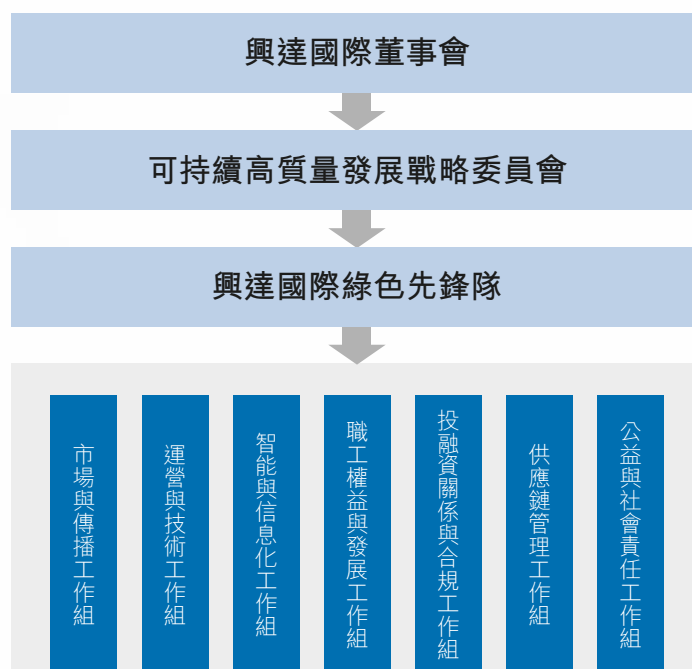 興達國際董事會
可持續高質量發展戰略委員會
興達國際綠色先鋒隊
市場與傳播工作組
運營與技術工作組
智能與信息化工作組
職工權益與發展工作組
投融資關係與合規工作組
供應鏈管理工作組
公益與社會責任工作組